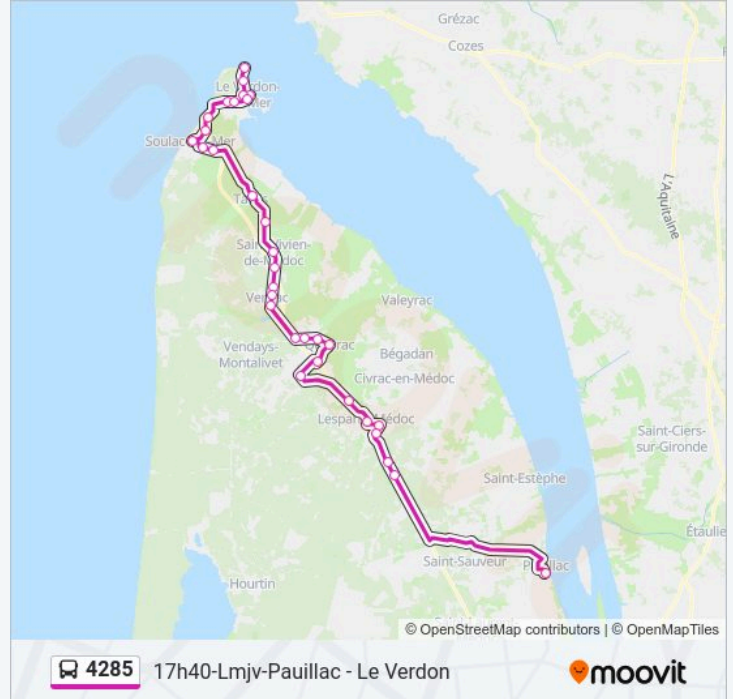 Grézac
Cozes
Le Verdon-
L'Aquitaine
Soulac
Mer
Saint-Vivien-
de-Médoc
Valeyrac
Vendays-
Montalivet
Bégadan
Civrac-en-Médoc
Médoc
Saint-Ciers-
sur-Gironde
Saint-Estèphe
Étaulie
Saint-Sauveur
Hourtin
© OpenStreetMap contributors | © OpenMapTiles
4285 17h40-Lmjv-Pauillac - Le Verdon
moovit